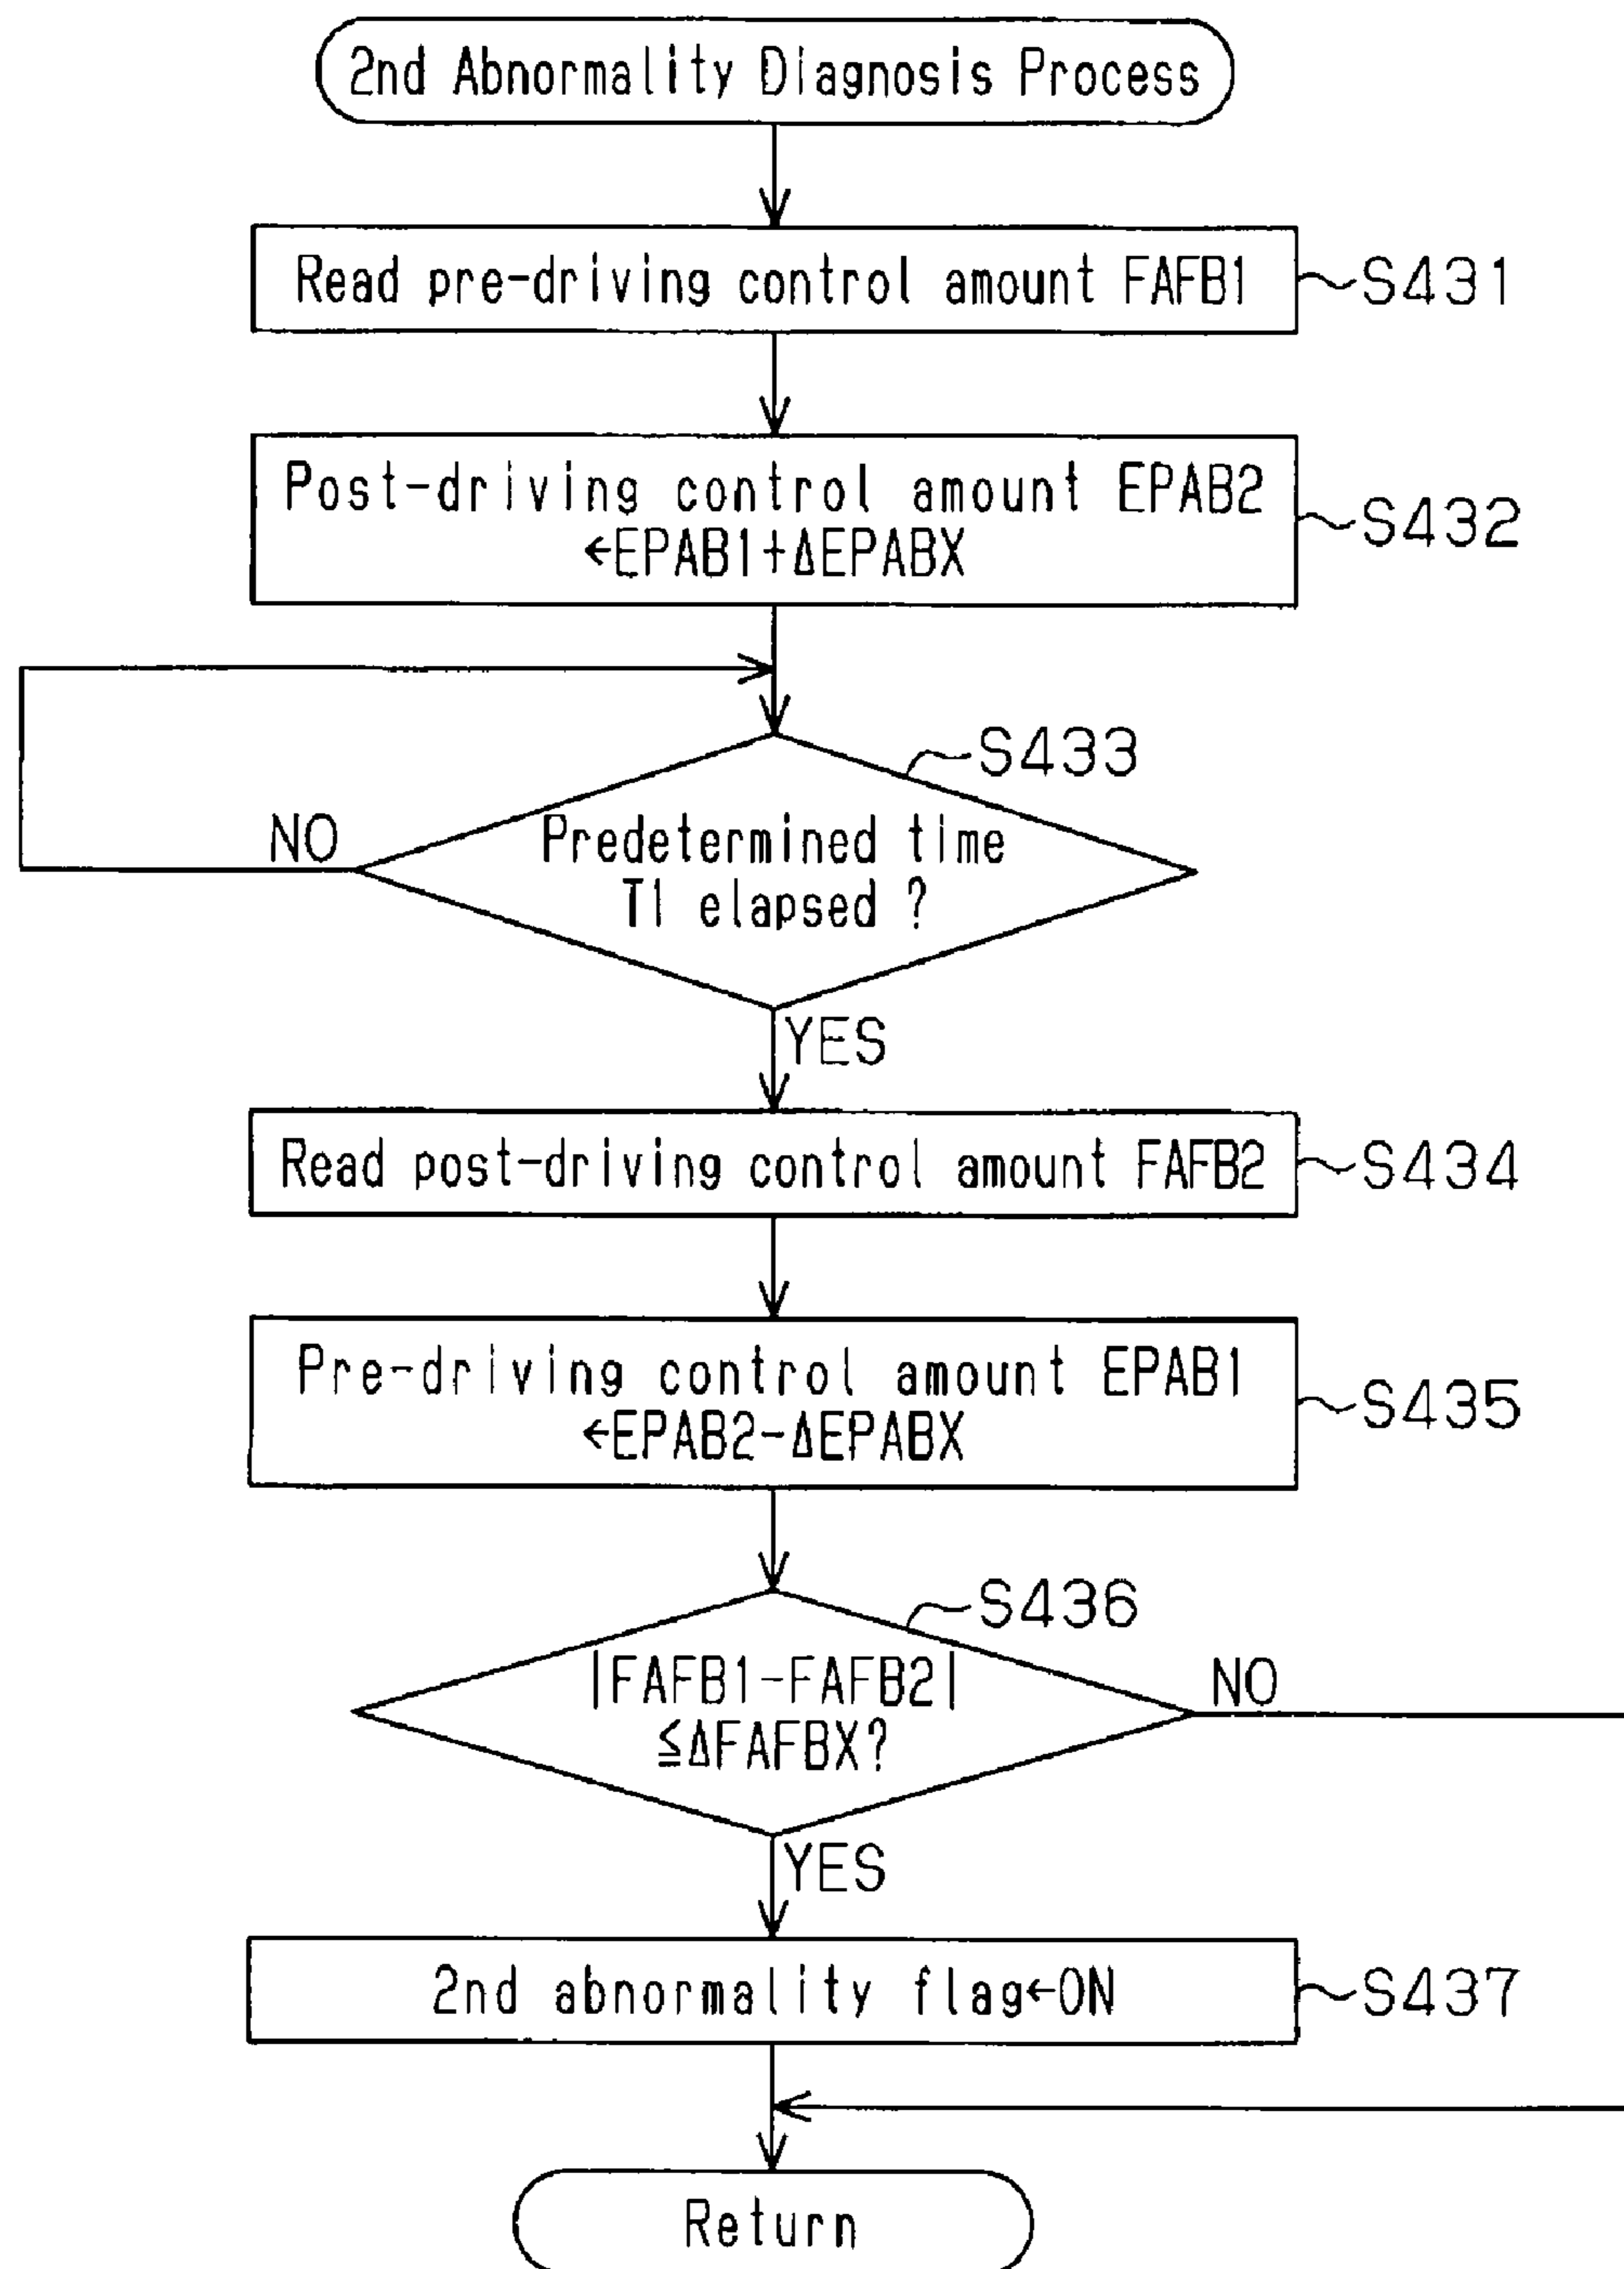 2nd Abnormality Diagnosis Process
Read pre-driving control amount FAFB1
S431
Post-driving control amount EPAB2
←EPAB1+ΔEPABX
S432
S433
NO
Predetermined time
T1 elapsed ?
YES
Read post-driving control amount FAFB2
S434
Pre-driving control amount EPAB1
←EPAB2-ΔEPABX
S435
S436
|FAFB1-FAFB2|
≦ΔFAFBX?
NO
YES
2nd abnormality flag←ON
S437
Return